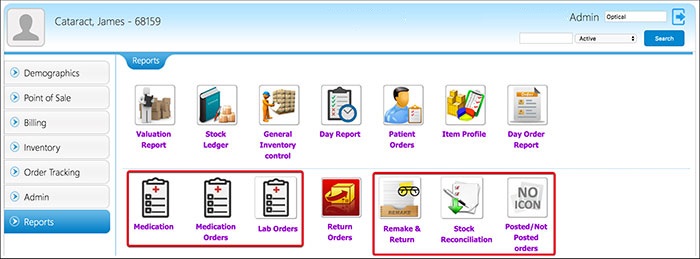 Cataract, James - 68159
Admin
Optical
Active
Search
Demographics
Point of Sale
Billing
Inventory
Order Tracking
Admin
Reports
Reports
Valuation
Report
Stock
Ledger
General
Inventory
control
Day Report
Patient
Orders
Item Profile
Order
Day Order
Report
Medication
Medication
Orders
Lab Orders
Return
Orders
REMAKE
Remake &
Return
Stock
Reconciliation
NO
ICON
Posted/Not
Posted
orders